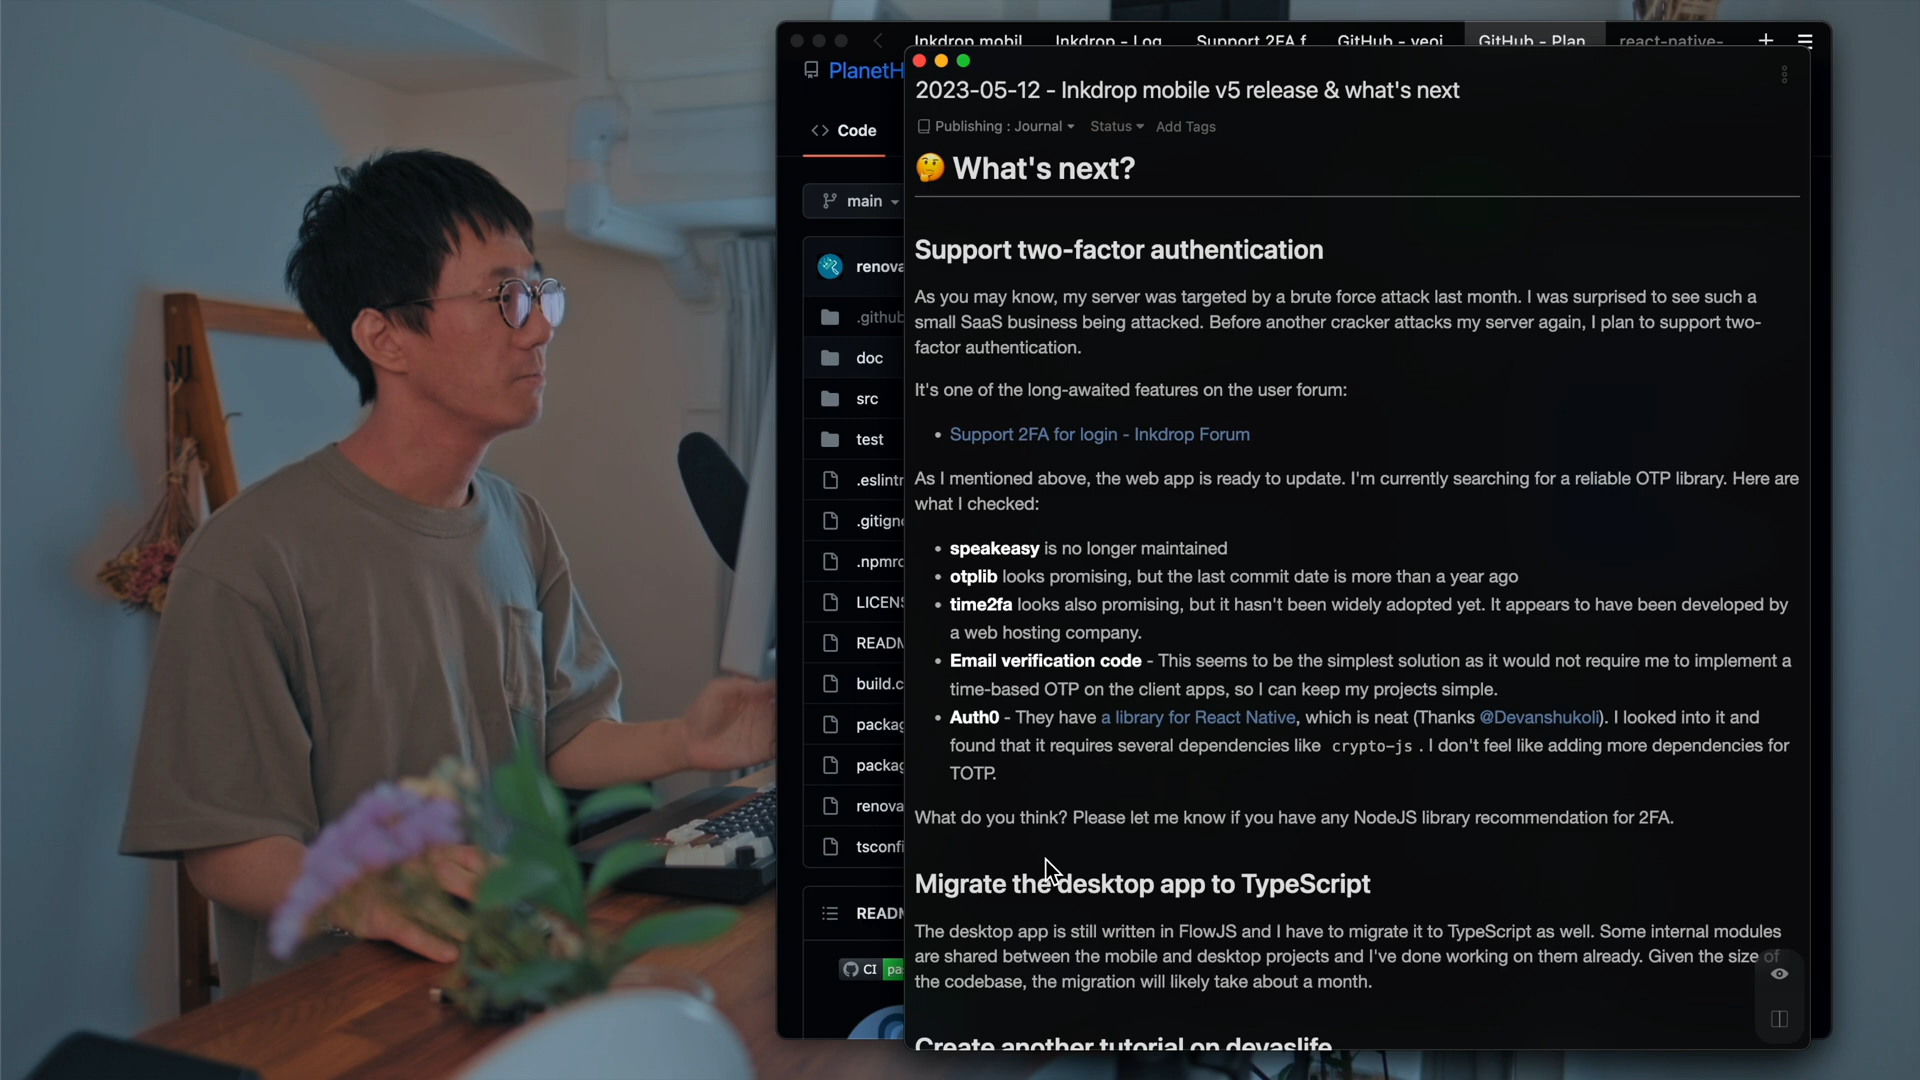 Inkdrop mobil
Inkdrop - Log
Support 2FA f
GitHub - yeoj
GitHub - Plan
react-native-
PlanetH
Code
main
renova
.github
doc
src
test
.eslintr
.gitigno
.npmrc
LICENS
READM
build.c
packag
packag
renova
tsconfi
READM
CI pa
2023-05-12 - Inkdrop mobile v5 release & what's next
Publishing : Journal Status Add Tags
🤔 What's next?
Support two-factor authentication
As you may know, my server was targeted by a brute force attack last month. I was surprised to see such a
small SaaS business being attacked. Before another cracker attacks my server again, I plan to support two-
factor authentication.
It's one of the long-awaited features on the user forum:
• Support 2FA for login - Inkdrop Forum
As I mentioned above, the web app is ready to update. I'm currently searching for a reliable OTP library. Here are
what I checked:
• speakeasy is no longer maintained
• otplib looks promising, but the last commit date is more than a year ago
• time2fa looks also promising, but it hasn't been widely adopted yet. It appears to have been developed by
a web hosting company.
• Email verification code - This seems to be the simplest solution as it would not require me to implement a
time-based OTP on the client apps, so I can keep my projects simple.
• Auth0 - They have a library for React Native, which is neat (Thanks @Devanshukoli). I looked into it and
found that it requires several dependencies like crypto-js . I don't feel like adding more dependencies for
TOTP.
What do you think? Please let me know if you have any NodeJS library recommendation for 2FA.
Migrate the desktop app to TypeScript
The desktop app is still written in FlowJS and I have to migrate it to TypeScript as well. Some internal modules
are shared between the mobile and desktop projects and I've done working on them already. Given the size of
the codebase, the migration will likely take about a month.
Create another tutorial on devaslife